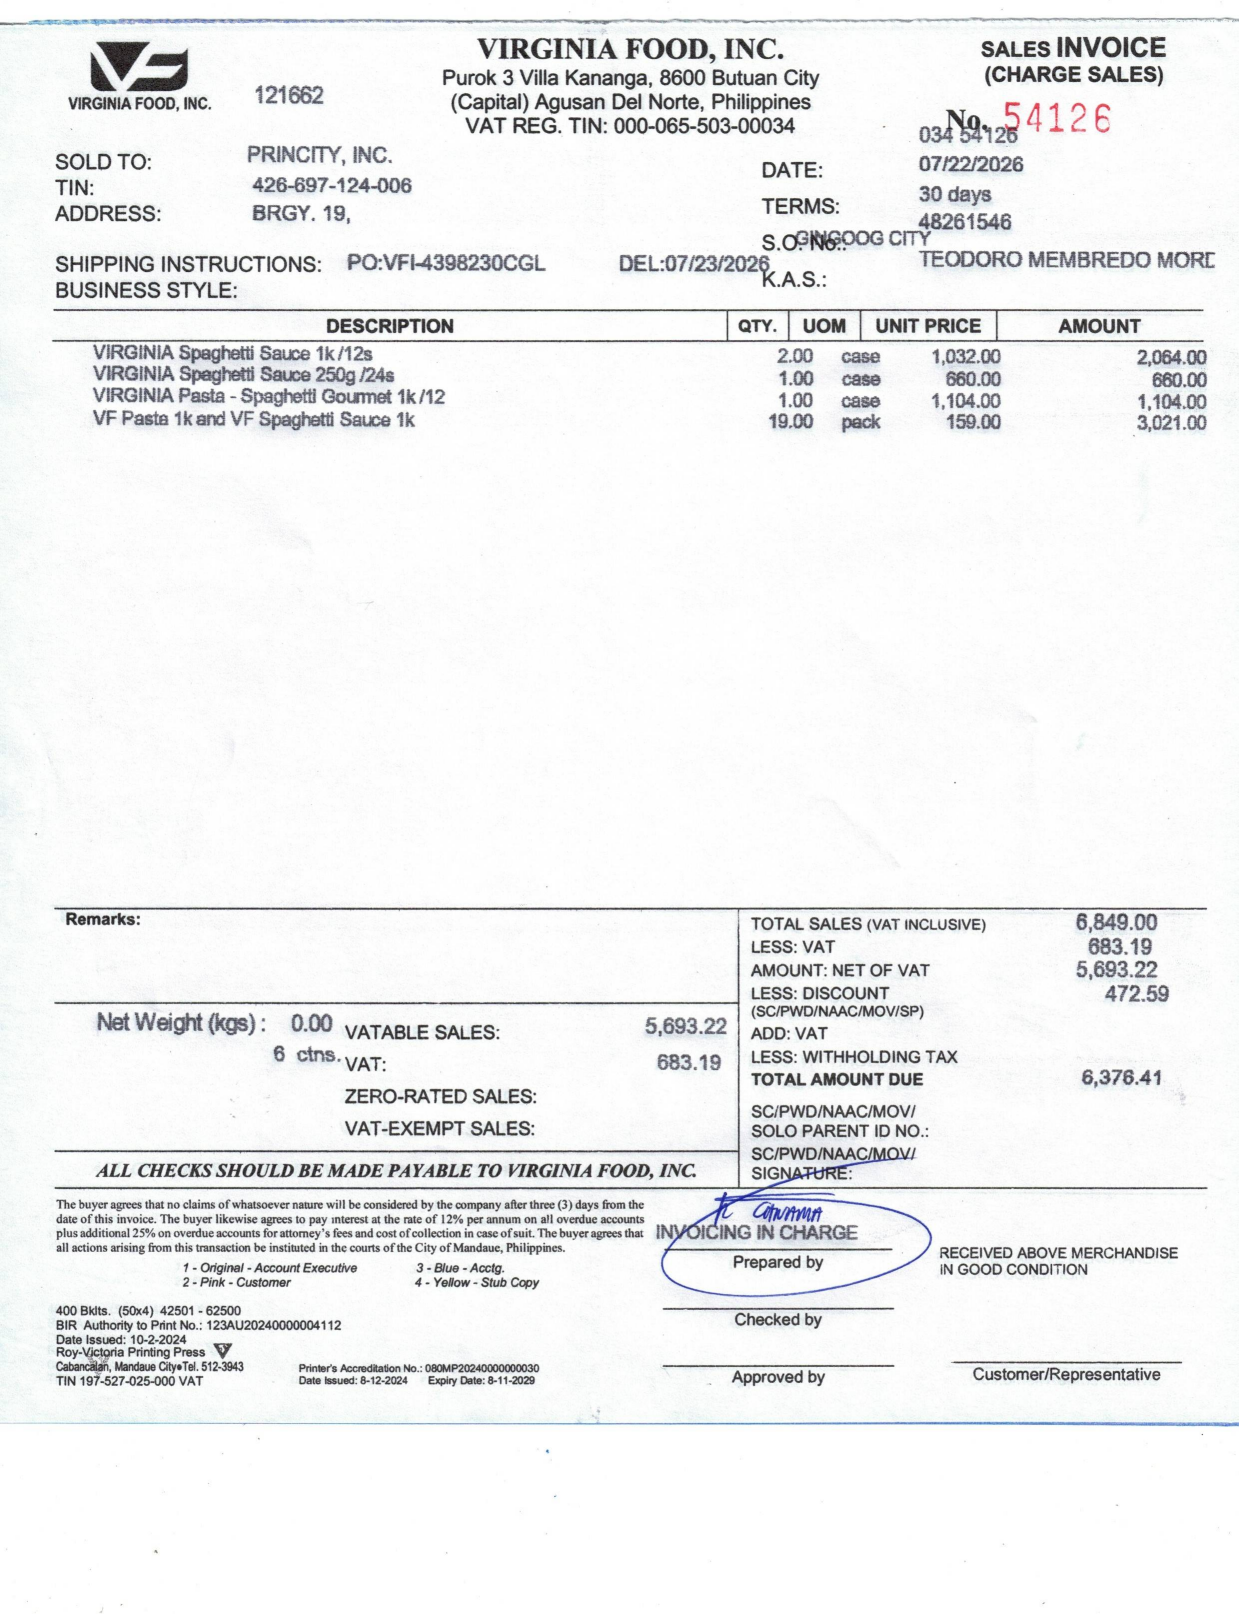 VIRGINIA FOOD, INC.
121662
VIRGINIA FOOD, INC.
Purok 3 Villa Kananga, 8600 Butuan City
(Capital) Agusan Del Norte, Philippines
VAT REG. TIN: 000-065-503-00034
SALES INVOICE
(CHARGE SALES)
No. 54126
034 54126
SOLD TO: PRINCITY, INC.
TIN: 426-697-124-006
ADDRESS: BRGY. 19,
GINGOOG CITY
DATE: 07/22/2026
TERMS: 30 days
S.O. No.: 48261546
K.A.S.: TEODORO MEMBREDO MORD
SHIPPING INSTRUCTIONS: PO:VFI-4398230CGL DEL:07/23/2026
BUSINESS STYLE:
DESCRIPTION QTY. UOM UNIT PRICE AMOUNT
VIRGINIA Spaghetti Sauce 1k/12s 2.00 case 1,032.00 2,064.00
VIRGINIA Spaghetti Sauce 250g/24s 1.00 case 660.00 660.00
VIRGINIA Pasta - Spaghetti Gourmet 1k/12 1.00 case 1,104.00 1,104.00
VF Pasta 1k and VF Spaghetti Sauce 1k 19.00 pack 159.00 3,021.00
Remarks:
Net Weight (kgs) : 0.00
6 ctns.
VATABLE SALES: 5,693.22
VAT: 683.19
ZERO-RATED SALES:
VAT-EXEMPT SALES:
TOTAL SALES (VAT INCLUSIVE) 6,849.00
LESS: VAT 683.19
AMOUNT: NET OF VAT 5,693.22
LESS: DISCOUNT 472.59
(SC/PWD/NAAC/MOV/SP)
ADD: VAT
LESS: WITHHOLDING TAX
TOTAL AMOUNT DUE 6,376.41
SC/PWD/NAAC/MOV/
SOLO PARENT ID NO.:
SC/PWD/NAAC/MOV/
SIGNATURE:
ALL CHECKS SHOULD BE MADE PAYABLE TO VIRGINIA FOOD, INC.
The buyer agrees that no claims of whatsoever nature will be considered by the company after three (3) days from the
date of this invoice. The buyer likewise agrees to pay interest at the rate of 12% per annum on all overdue accounts
plus additional 25% on overdue accounts for attorney's fees and cost of collection in case of suit. The buyer agrees that
all actions arising from this transaction be instituted in the courts of the City of Mandaue, Philippines.
1 - Original - Account Executive 3 - Blue - Acctg.
2 - Pink - Customer 4 - Yellow - Stub Copy
400 Bklts. (50x4) 42501 - 62500
BIR Authority to Print No.: 123AU20240000004112
Date Issued: 10-2-2024
Roy-Victoria Printing Press
Cabancalan, Mandaue City•Tel. 512-3943
TIN 197-527-025-000 VAT
Printer's Accreditation No.: 080MP20240000000030
Date Issued: 8-12-2024 Expiry Date: 8-11-2029
INVOICING IN CHARGE
Prepared by
Checked by
Approved by
RECEIVED ABOVE MERCHANDISE
IN GOOD CONDITION
Customer/Representative